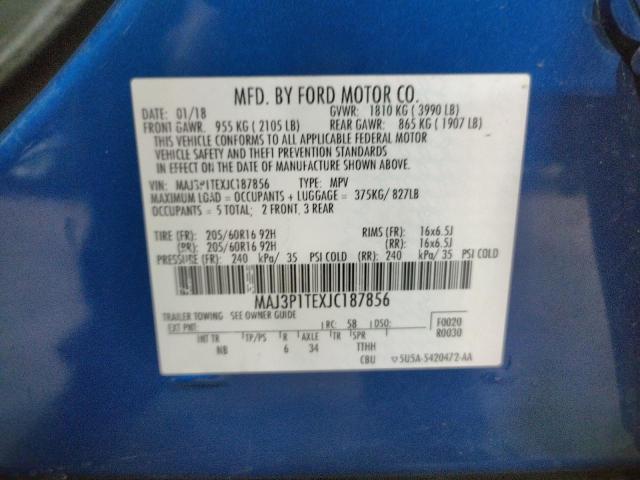 MFD. BY FORD MOTOR CO.
DATE: 01/18 GVWR: 1810 KG ( 3990 LB)
FRONT GAWR: 955 KG ( 2105 LB) REAR GAWR: 865 KG ( 1907 LB)
THIS VEHICLE CONFORMS TO ALL APPLICABLE FEDERAL MOTOR
VEHICLE SAFETY AND THEFT PREVENTION STANDARDS
IN EFFECT ON THE DATE OF MANUFACTURE SHOWN ABOVE.
VIN: MAJ3P1TEXJC187856 TYPE: MPV
MAXIMUM LOAD = OCCUPANTS + LUGGAGE = 375KG/ 827LB
OCCUPANTS = 5 TOTAL; 2 FRONT, 3 REAR
TIRE (FR): 205/60R16 92H RIMS (FR): 16x6.5J
(RR): 205/60R16 92H (RR): 16x6.5J
PRESSURE (FR): 240 kPa/ 35 PSI COLD (RR): 240 kPa/ 35 PSI COLD
MAJ3P1TEXJC187856
TRAILER TOWING SEE OWNER GUIDE
EXT PNT: RC: 58 DSO: F0020
R0030
INT TR TP/PS R AXLE TR SPR
NB 6 34 TTHH
CBU 5U5A-5420472-AA